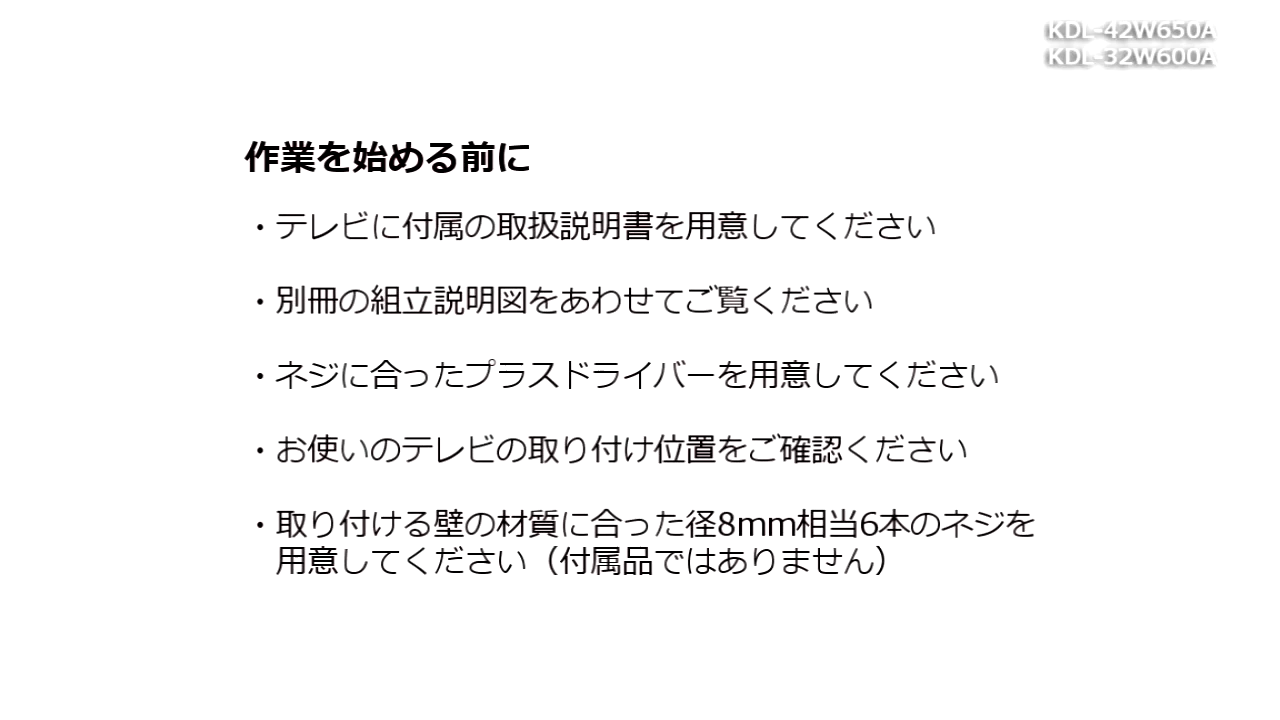 KDL-42W650A
KDL-32W600A
作業を始める前に
・テレビに付属の取扱説明書を用意してください
・別冊の組立説明図をあわせてご覧ください
・ネジに合ったプラスドライバーを用意してください
・お使いのテレビの取り付け位置をご確認ください
・取り付ける壁の材質に合った径8mm相当6本のネジを
用意してください（付属品ではありません）